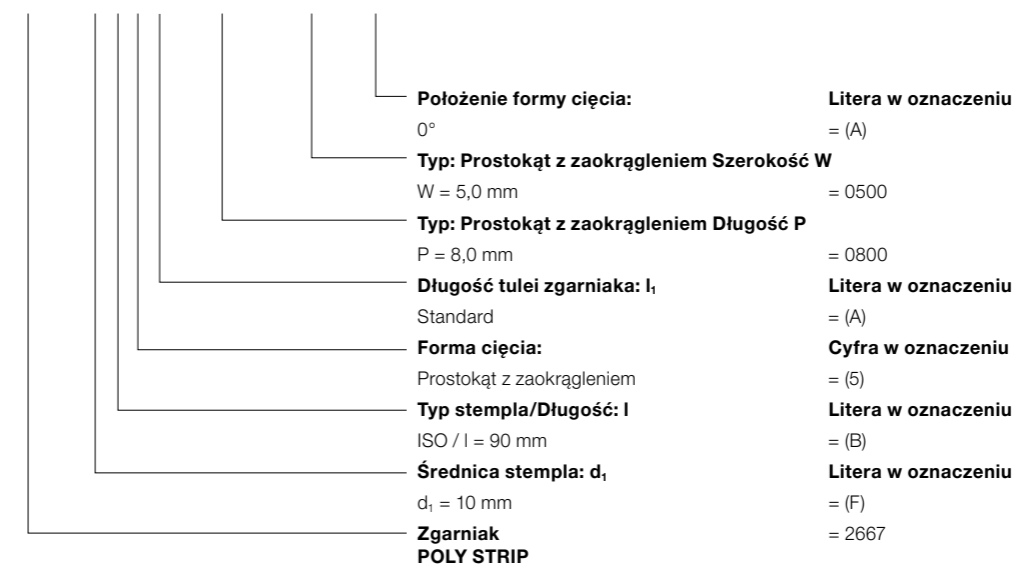 Położenie formy cięcia: Litera w oznaczeniu
0° = (A)
Typ: Prostokąt z zaokrągleniem Szerokość W
W = 5,0 mm = 0500
Typ: Prostokąt z zaokrągleniem Długość P
P = 8,0 mm = 0800
Długość tulei zgarniaka: l₁ Litera w oznaczeniu
Standard = (A)
Forma cięcia: Cyfra w oznaczeniu
Prostokąt z zaokrągleniem = (5)
Typ stempla/Długość: l Litera w oznaczeniu
ISO / l = 90 mm = (B)
Średnica stempla: d₁ Litera w oznaczeniu
d₁ = 10 mm = (F)
Zgarniak = 2667
POLY STRIP